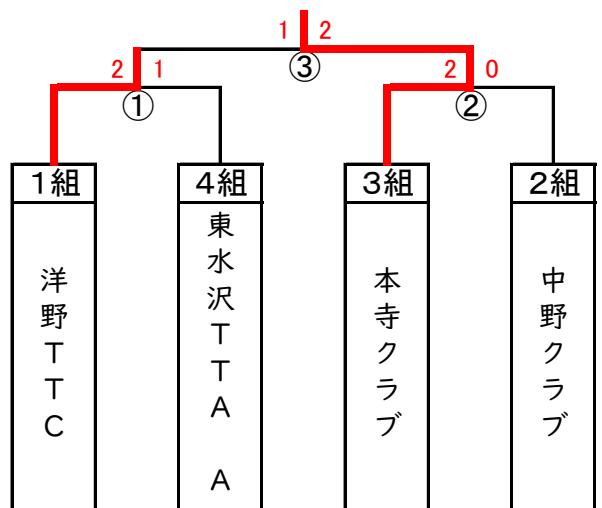 1 2
③
2 1
2 0
①
②
1組
4組
3組
2組
洋野TTC
東水沢TTA A
本寺クラブ
中野クラブ